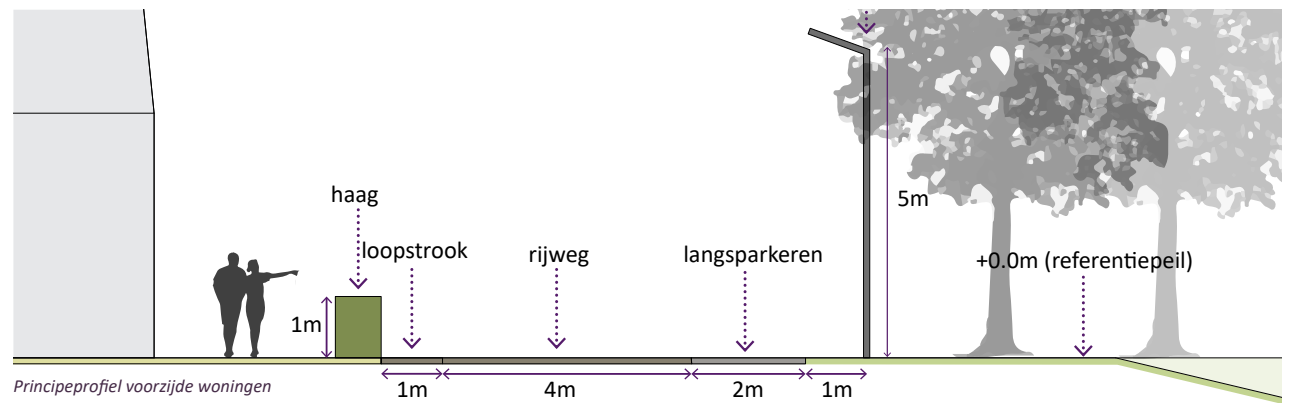 haag
loopstrook
rijweg
langsparkeren
5m
+0.0m (referentiepeil)
1m
1m
4m
2m
1m
Principeprofiel voorzijde woningen